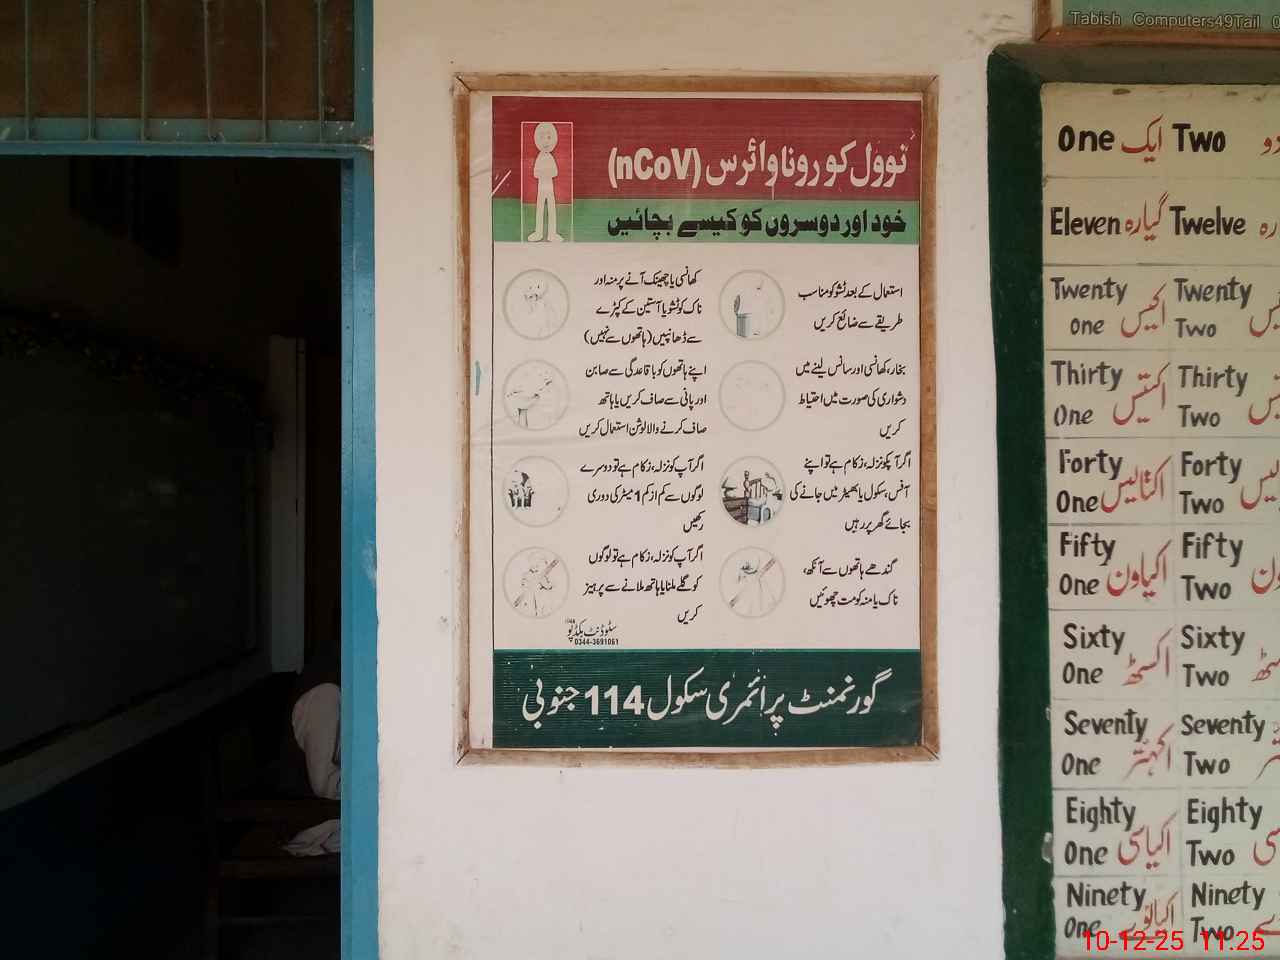 Tabish Computers49Tail 0
نوول کورونا وائرس (nCoV)
خود اور دوسروں کو کیسے بچائیں
استعمال کے بعد ٹشو کو مناسب
طریقے سے ضائع کریں
کھانسی یا چھینک آنے پر منہ اور
ناک کو ٹشو یا آستین کے کپڑے
سے ڈھانپیں (ہاتھوں سے نہیں)
بخار، کھانسی اور سانس لینے میں
دشواری کی صورت میں احتیاط
کریں
اپنے ہاتھوں کو باقاعدگی سے صابن
اور پانی سے صاف کریں یا ہاتھ
صاف کرنے والا لوشن استعمال کریں
اگر آپکو نزلہ، زکام ہے تو اپنے
آفس، سکول یا بھیڑ میں جانے کی
بجائے گھر پر رہیں
اگر آپ کو نزلہ، زکام ہے تو دوسرے
لوگوں سے کم از کم 1 میٹر کی دوری
رکھیں
گندھے ہاتھوں سے آنکھ،
ناک یا منہ کو مت چھوئیں
اگر آپ کو نزلہ، زکام ہے تو لوگوں
کو گلے ملنا یا ہاتھ ملانے سے پرہیز
کریں
سٹوڈنٹ بکڈپو
0344-3691061
گورنمنٹ پرائمری سکول 114 جنوبی
One ایک Two دو
Eleven گیارہ Twelve
Twenty Twenty
one اکیس Two
Thirty Thirty
One اکتیس Two
Forty Forty
One اکتالیس Two
Fifty Fifty
One اکیاون Two
Sixty Sixty
One اکسٹھ Two
Seventy Seventy
One اکہتر Two
Eighty Eighty
One اکیاسی Two
Ninety Ninety
One اکیانوے Two
10-12-25 11:25